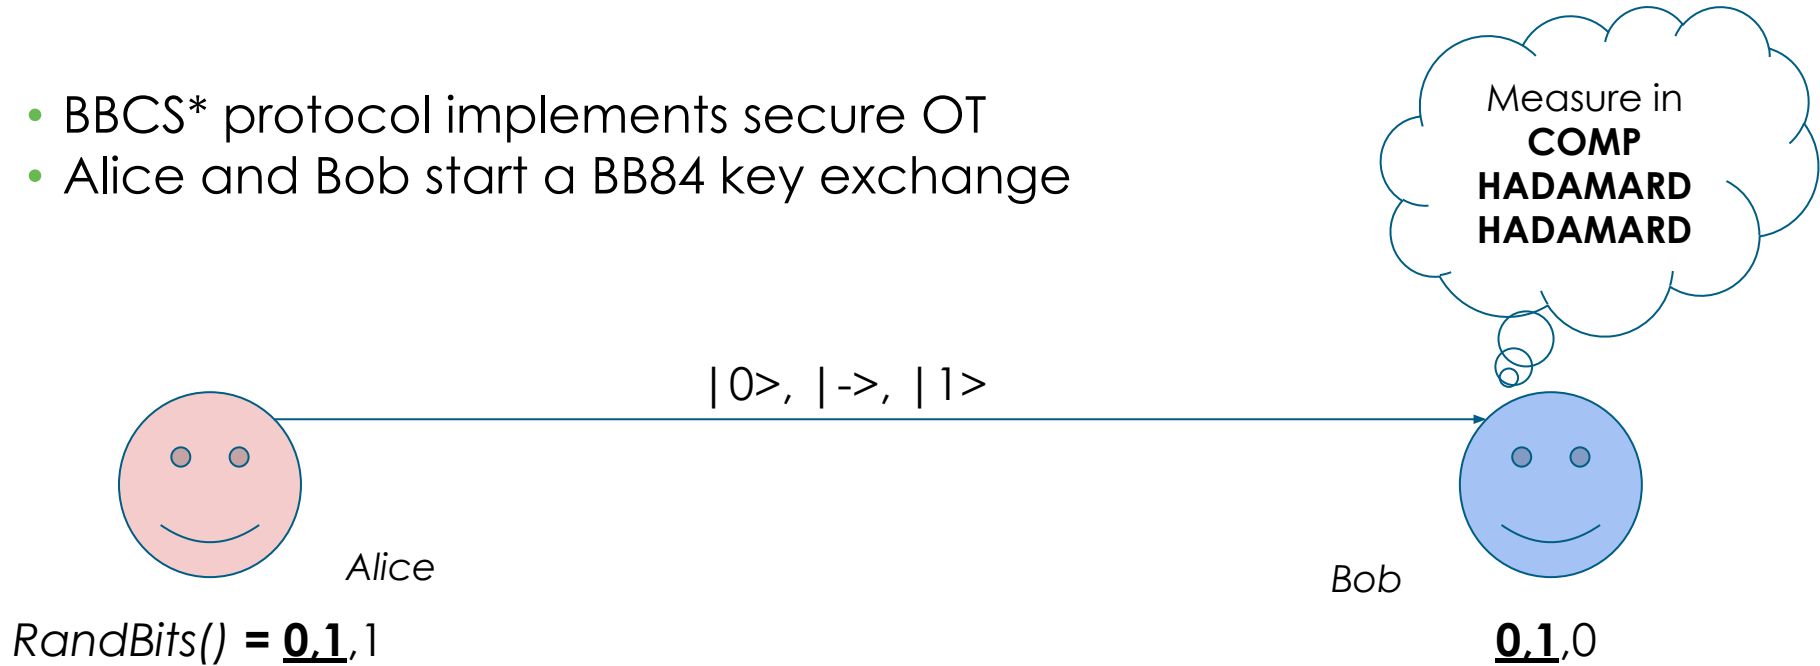 • BBCS* protocol implements secure OT
• Alice and Bob start a BB84 key exchange
Measure in
COMP
HADAMARD
HADAMARD
|0>, |->, |1>
Alice
Bob
RandBits() = 0,1,1
0,1,0